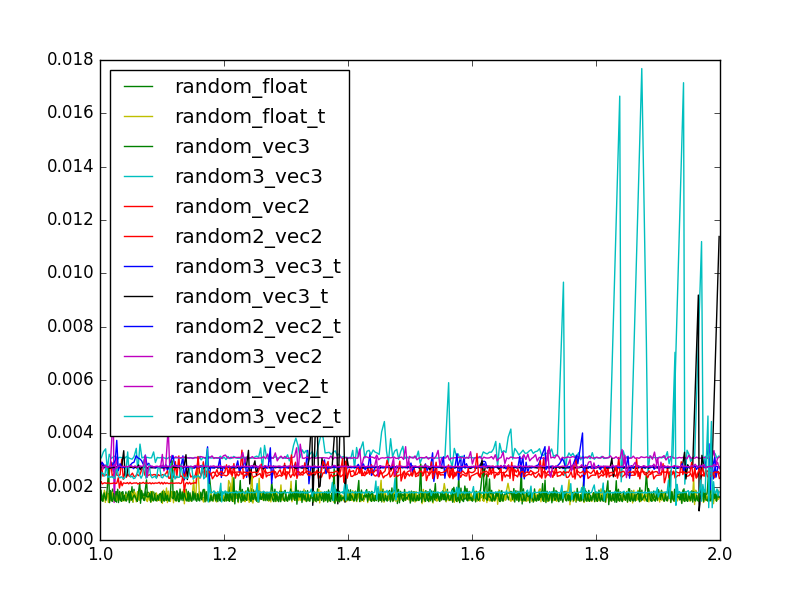 0.018
0.016
0.014
0.012
0.010
0.008
0.006
0.004
0.002
0.000
random_float
random_float_t
random_vec3
random3_vec3
random_vec2
random2_vec2
random3_vec3_t
random_vec3_t
random2_vec2_t
random3_vec2
random_vec2_t
random3_vec2_t
1.0 1.2 1.4 1.6 1.8 2.0